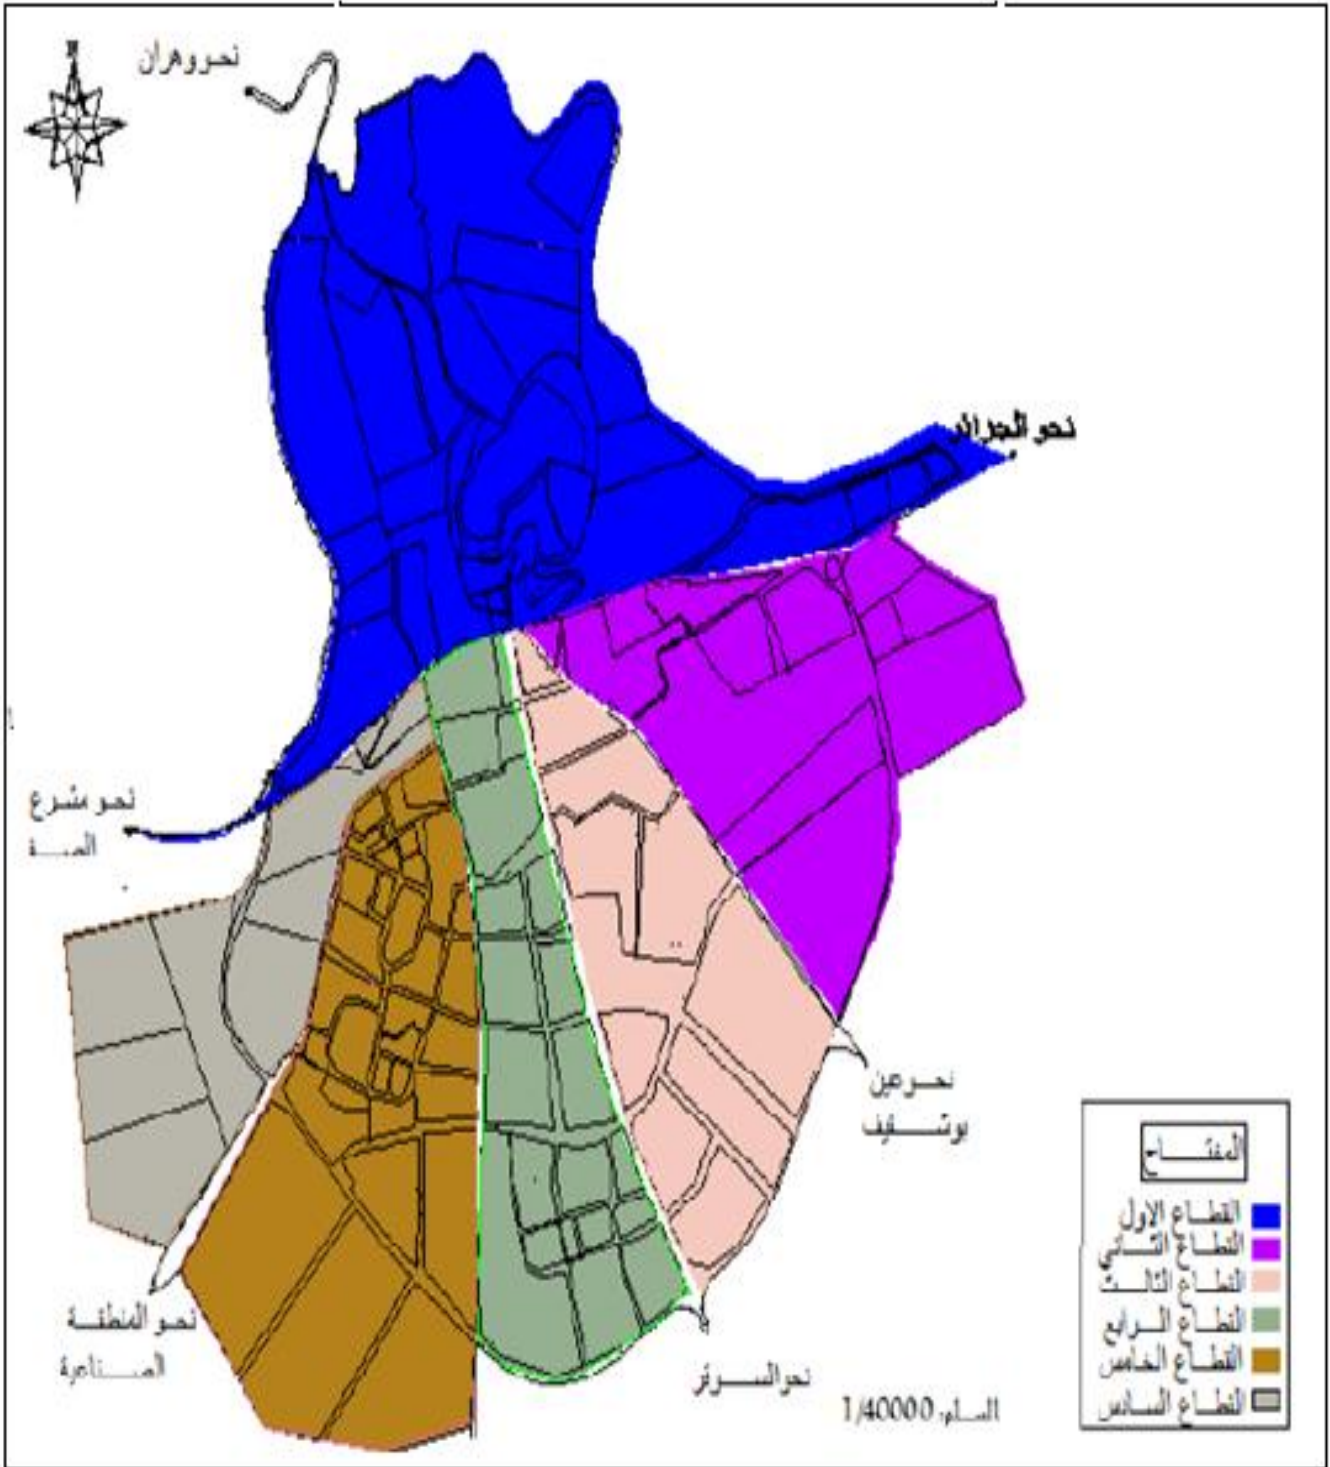 N
نحو وهران
نحو الجزائر
نحو مشرع
الصفا
نحو عين
بوشقيف
المفتاح
القطاع الاول
القطاع الثاني
القطاع الثالث
القطاع الرابع
القطاع الخامس
القطاع السادس
نحو المنطقة
الصناعية
نحو السوقر
السلم: 1/40000